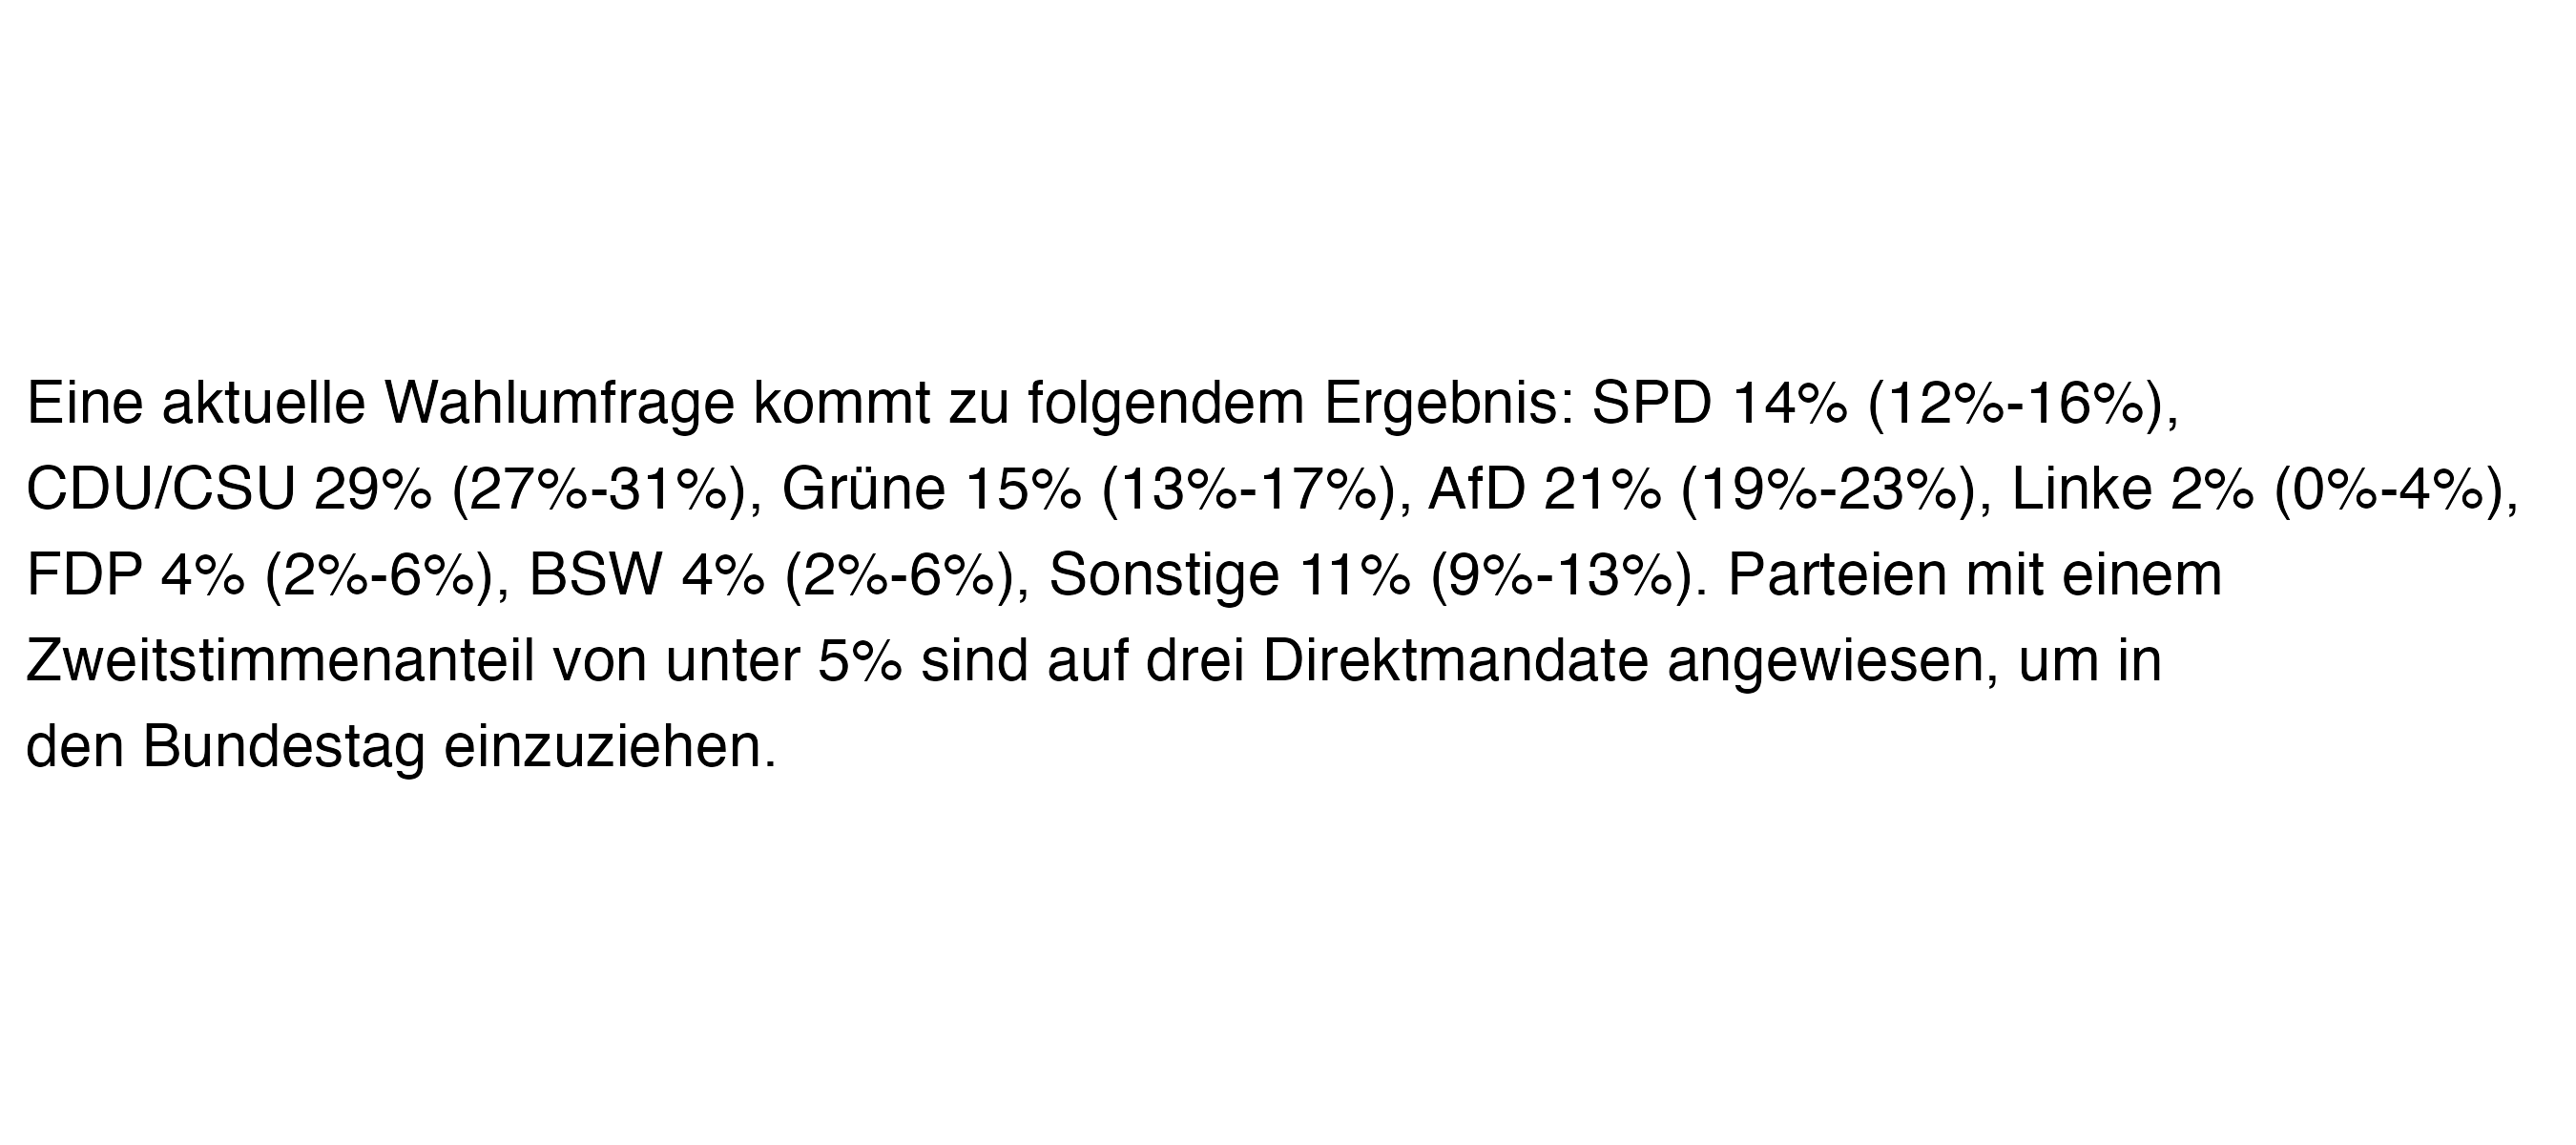 Eine aktuelle Wahlumfrage kommt zu folgendem Ergebnis: SPD 14% (12%-16%),
CDU/CSU 29% (27%-31%), Grüne 15% (13%-17%), AfD 21% (19%-23%), Linke 2% (0%-4%),
FDP 4% (2%-6%), BSW 4% (2%-6%), Sonstige 11% (9%-13%). Parteien mit einem
Zweitstimmenanteil von unter 5% sind auf drei Direktmandate angewiesen, um in
den Bundestag einzuziehen.